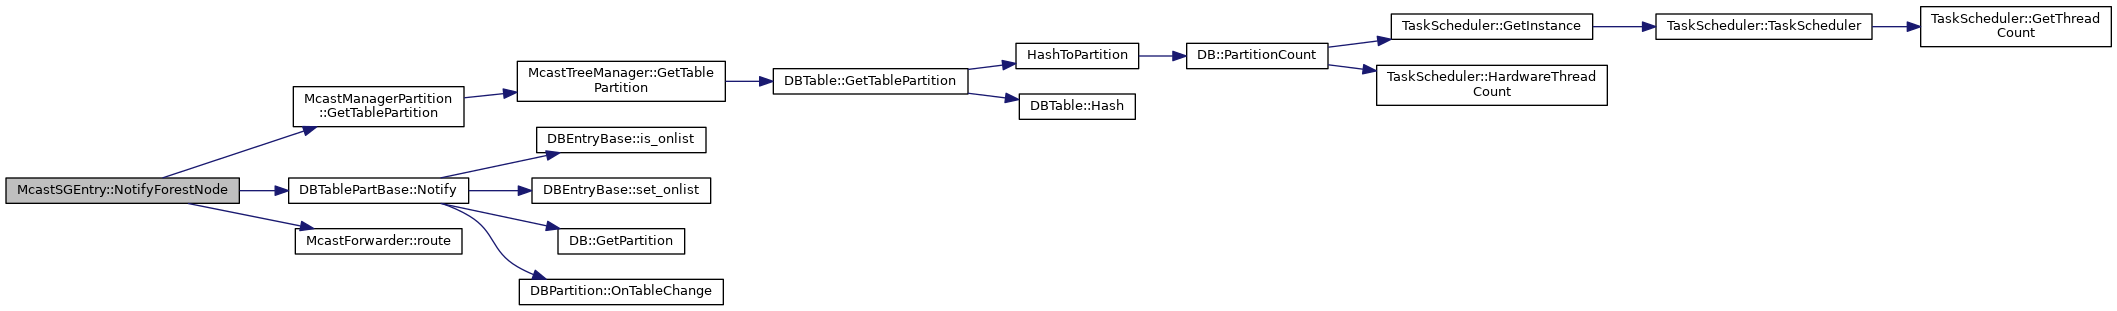 McastSGEntry::NotifyForestNode
McastManagerPartition
::GetTablePartition
McastTreeManager::GetTable
Partition
DBTable::GetTablePartition
HashToPartition
DB::PartitionCount
TaskScheduler::GetInstance
TaskScheduler::TaskScheduler
TaskScheduler::GetThread
Count
TaskScheduler::HardwareThread
Count
DBTable::Hash
DBTablePartBase::Notify
DBEntryBase::is_onlist
DBEntryBase::set_onlist
DB::GetPartition
DBPartition::OnTableChange
McastForwarder::route